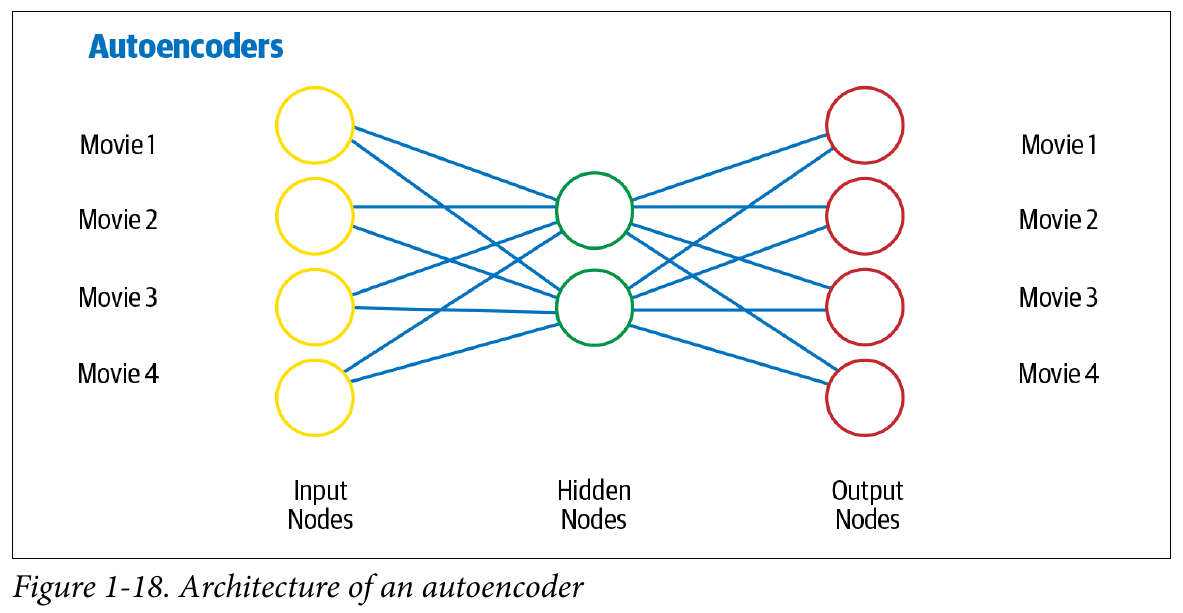 Autoencoders
Movie 1
Movie 2
Movie 3
Movie 4
Movie 1
Movie 2
Movie 3
Movie 4
Input
Nodes
Hidden
Nodes
Output
Nodes
Figure 1-18. Architecture of an autoencoder